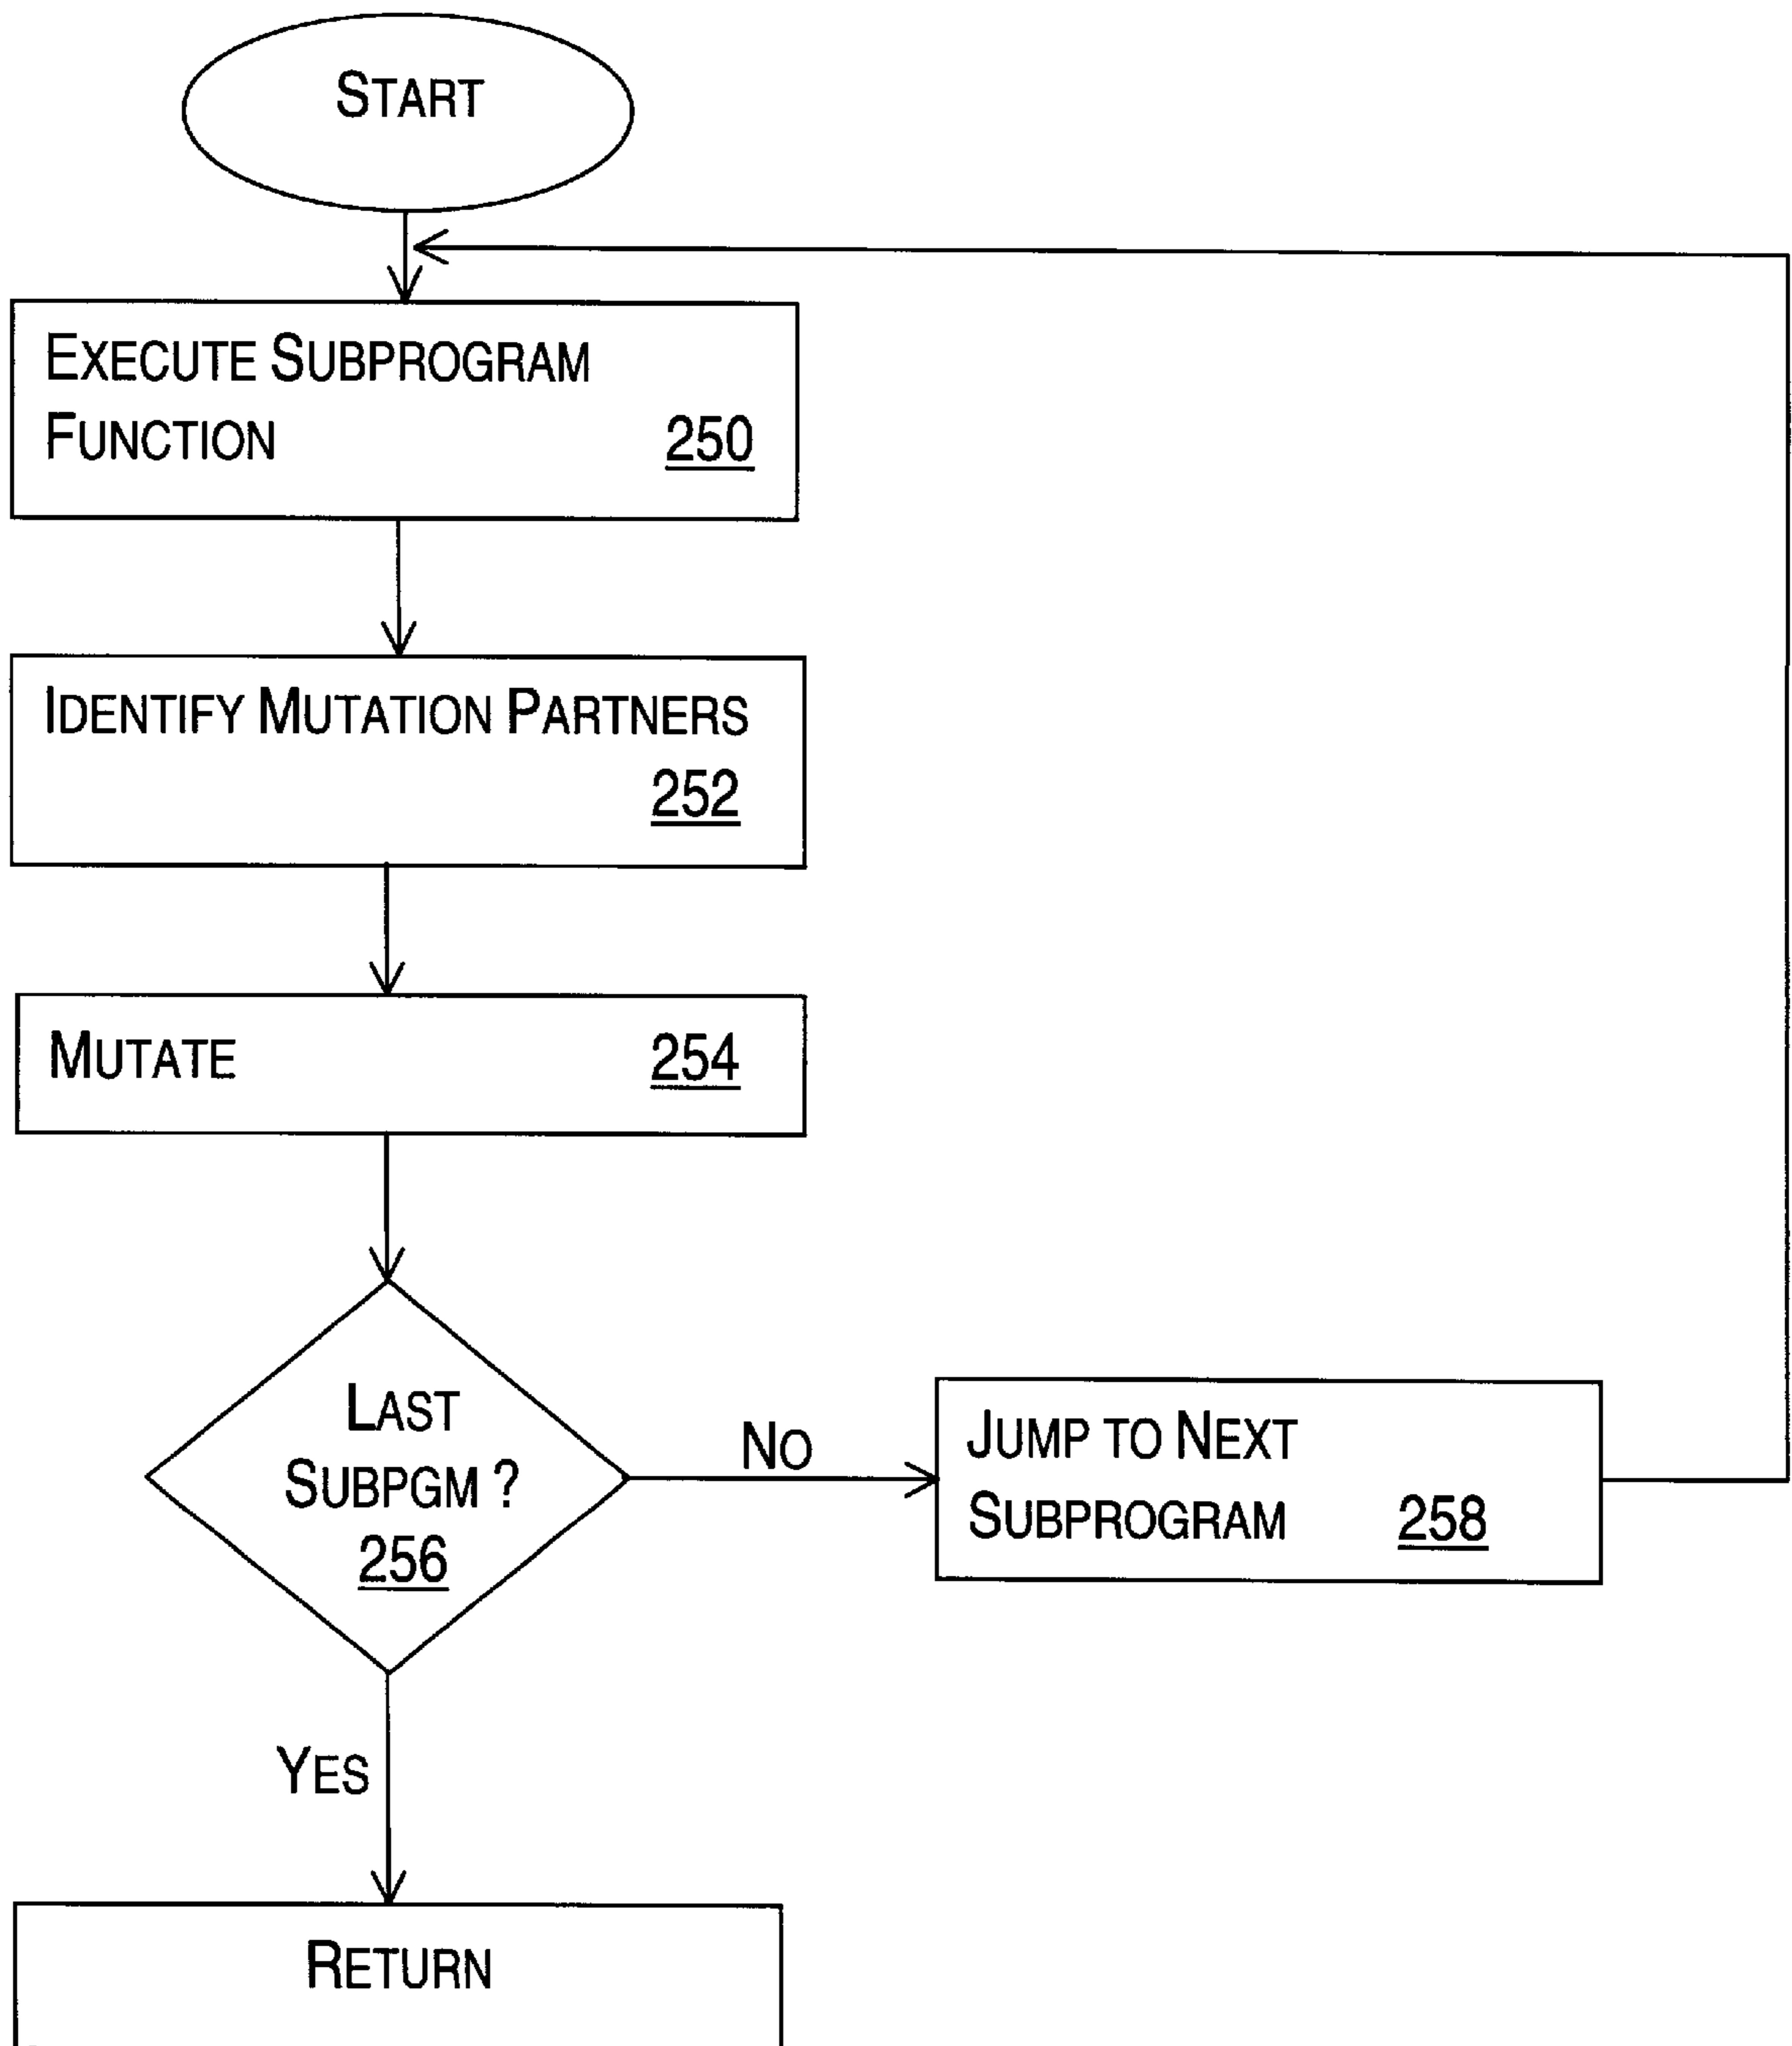 START
EXECUTE SUBPROGRAM
FUNCTION 250
IDENTIFY MUTATION PARTNERS
252
MUTATE 254
LAST
SUBPGM ?
256
NO
JUMP TO NEXT
SUBPROGRAM 258
YES
RETURN